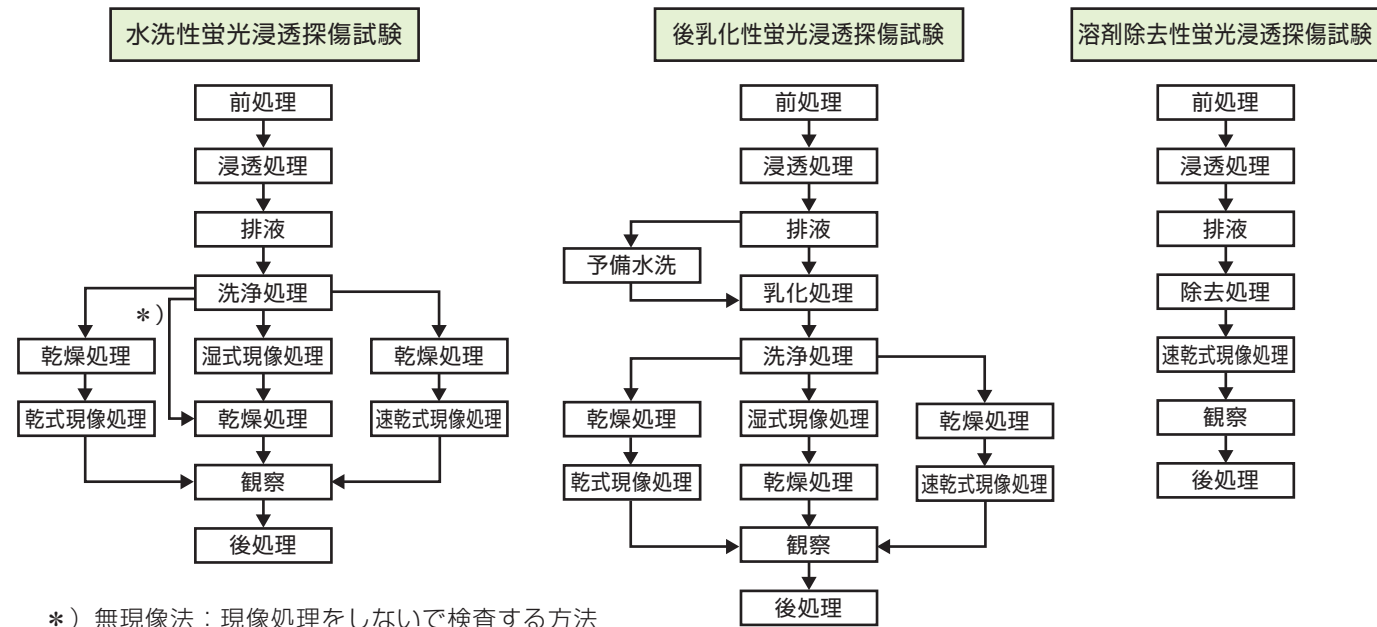 水洗性蛍光浸透探傷試験
前処理
浸透処理
排液
洗浄処理
*）
乾燥処理
湿式現像処理
乾燥処理
乾式現像処理
乾燥処理
速乾式現像処理
観察
後処理
*）無現像法：現像処理をしないで検査する方法
後乳化性蛍光浸透探傷試験
前処理
浸透処理
排液
予備水洗
乳化処理
洗浄処理
乾燥処理
湿式現像処理
乾燥処理
乾式現像処理
乾燥処理
速乾式現像処理
観察
後処理
溶剤除去性蛍光浸透探傷試験
前処理
浸透処理
排液
除去処理
速乾式現像処理
観察
後処理